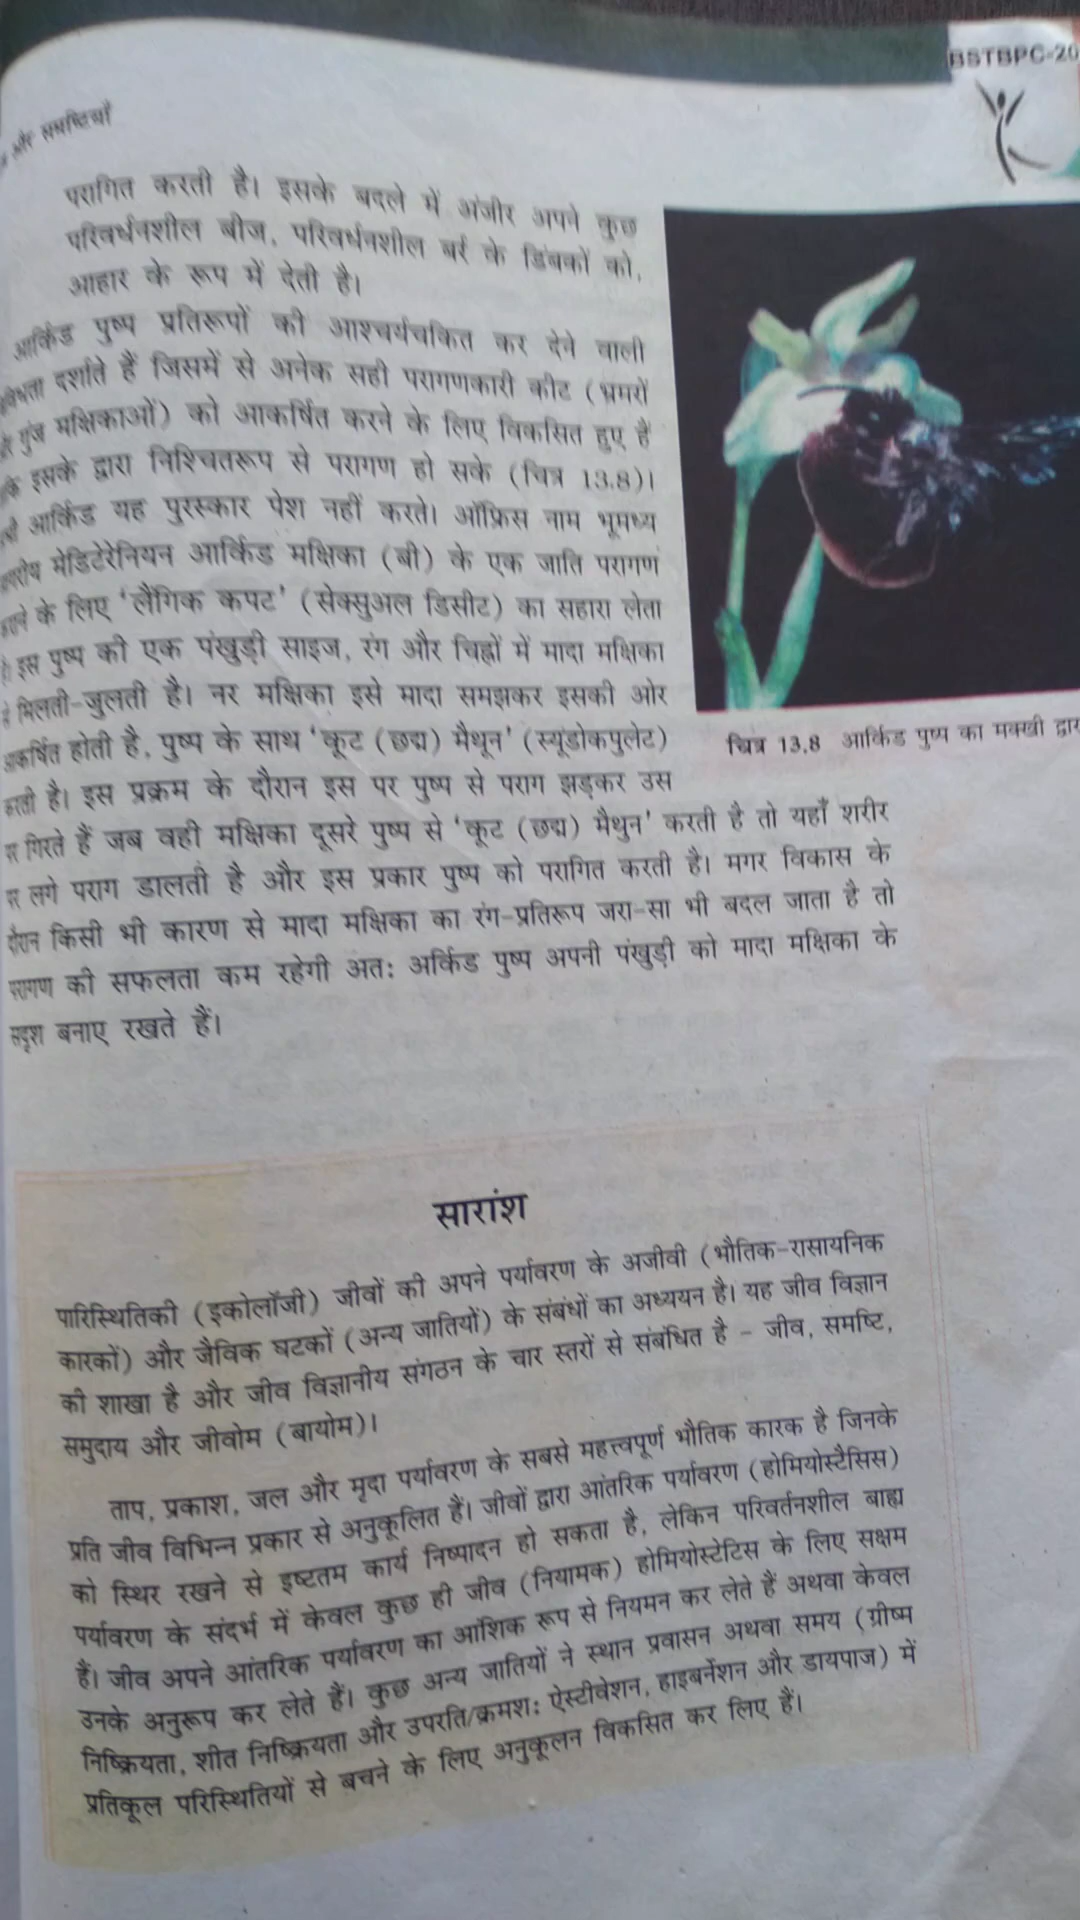 BSTBPC-20
और समष्टियाँ
परागित करती है। इसके बदले में अंजीर अपने कुछ
परिवर्धनशील बीज, परिवर्धनशील बर्र के डिंबकों को,
आहार के रूप में देती है।
आर्किड पुष्प प्रतिरूपों की आश्चर्यचकित कर देने वाली
दर्शाते हैं जिसमें से अनेक सही परागणकारी कीट (भ्रमरों
गुंज मक्षिकाओं) को आकर्षित करने के लिए विकसित हुए हैं
इसके द्वारा निश्चितरूप से परागण हो सके (चित्र 13.8)।
आर्किड यह पुरस्कार पेश नहीं करते। ऑफ्रिस नाम भूमध्य
मेडिटेरेनियन आर्किड मक्षिका (बी) के एक जाति परागण
के लिए 'लैंगिक कपट' (सेक्सुअल डिसीट) का सहारा लेता
इस पुष्प की एक पंखुड़ी साइज, रंग और चिह्नों में मादा मक्षिका
मिलती-जुलती है। नर मक्षिका इसे मादा समझकर इसकी ओर
आकर्षित होती है, पुष्प के साथ 'कूट (छद्म) मैथुन' (स्यूडोकपुलेट)
करती है। इस प्रक्रम के दौरान इस पर पुष्प से पराग झड़कर उस
पर गिरते हैं जब वही मक्षिका दूसरे पुष्प से 'कूट (छद्म) मैथुन' करती है तो यहाँ शरीर
पर लगे पराग डालती है और इस प्रकार पुष्प को परागित करती है। मगर विकास के
दौरान किसी भी कारण से मादा मक्षिका का रंग-प्रतिरूप जरा-सा भी बदल जाता है तो
परागण की सफलता कम रहेगी अतः अर्किड पुष्प अपनी पंखुड़ी को मादा मक्षिका के
सदृश बनाए रखते हैं।
चित्र 13.8 आर्किड पुष्प का मक्खी द्वार
सारांश
पारिस्थितिकी (इकोलॉजी) जीवों की अपने पर्यावरण के अजीवी (भौतिक-रासायनिक
कारकों) और जैविक घटकों (अन्य जातियों) के संबंधों का अध्ययन है। यह जीव विज्ञान
की शाखा है और जीव विज्ञानीय संगठन के चार स्तरों से संबंधित है – जीव, समष्टि,
समुदाय और जीवोम (बायोम)।
ताप, प्रकाश, जल और मृदा पर्यावरण के सबसे महत्त्वपूर्ण भौतिक कारक है जिनके
प्रति जीव विभिन्न प्रकार से अनुकूलित हैं। जीवों द्वारा आंतरिक पर्यावरण (होमियोस्टैसिस)
को स्थिर रखने से इष्टतम कार्य निष्पादन हो सकता है, लेकिन परिवर्तनशील बाह्य
पर्यावरण के संदर्भ में केवल कुछ ही जीव (नियामक) होमियोस्टेटिस के लिए सक्षम
हैं। जीव अपने आंतरिक पर्यावरण का आंशिक रूप से नियमन कर लेते हैं अथवा केवल
उनके अनुरूप कर लेते हैं। कुछ अन्य जातियों ने स्थान प्रवासन अथवा समय (ग्रीष्म
निष्क्रियता, शीत निष्क्रियता और उपरति/क्रमशः ऐस्टीवेशन, हाइबर्नेशन और डायपाज) में
प्रतिकूल परिस्थितियों से बचने के लिए अनुकूलन विकसित कर लिए हैं।